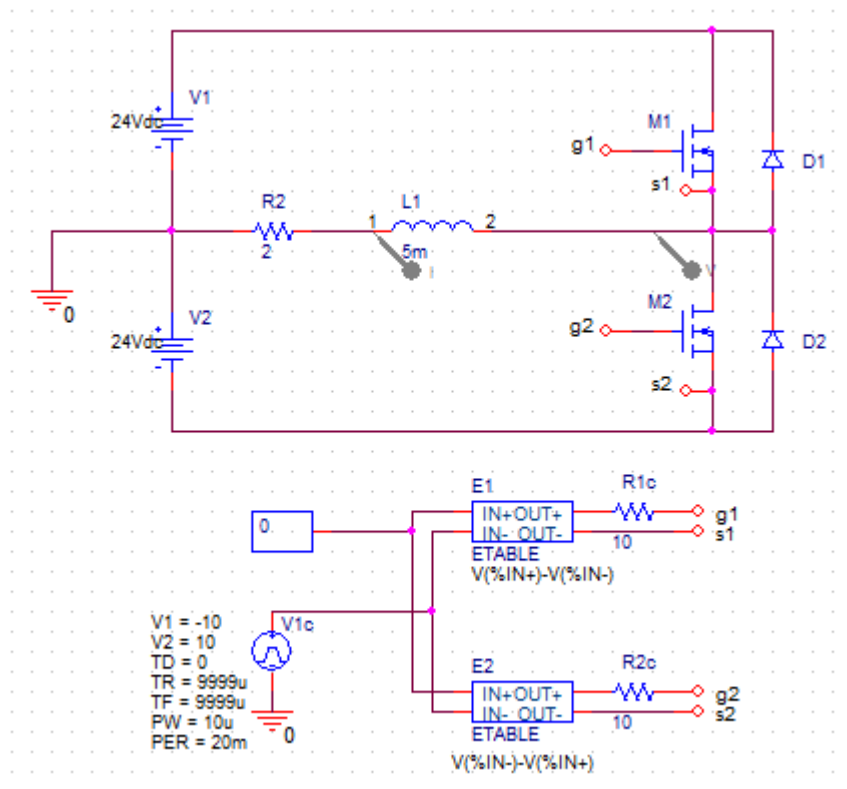 V1
24Vdc
M1
g1
D1
s1
R2
L1
1
2
2
5m
I
V
0
V2
24Vdc
M2
g2
D2
s2
E1
R1c
0
IN+OUT+
IN- OUT-
g1
s1
10
ETABLE
V(%IN+)-V(%IN-)
V1 = -10
V2 = 10
TD = 0
TR = 9999u
TF = 9999u
PW = 10u
PER = 20m
V1c
0
E2
R2c
IN+OUT+
IN- OUT-
g2
s2
10
ETABLE
V(%IN-)-V(%IN+)